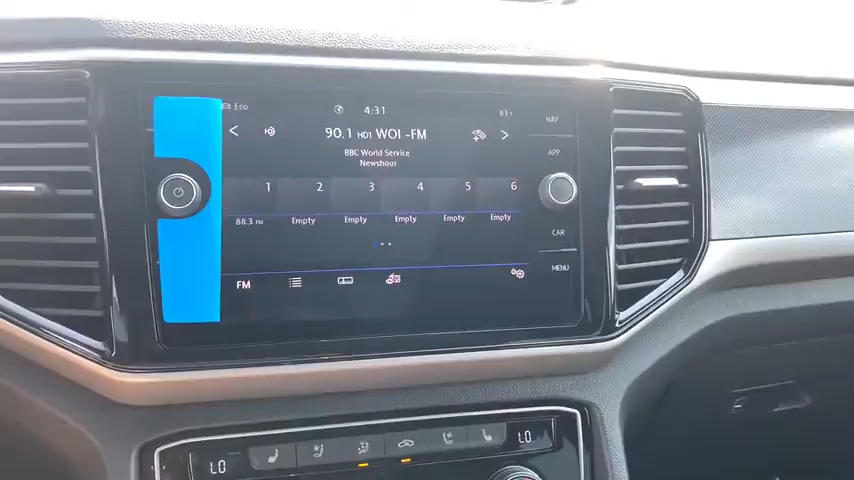 Eco 4:31 83°F
90.1 HD1 WOI -FM
BBC World Service
Newshour
1 2 3 4 5 6
88.3 FM Empty Empty Empty Empty Empty
FM
NAV
APP
CAR
MENU
LO LO